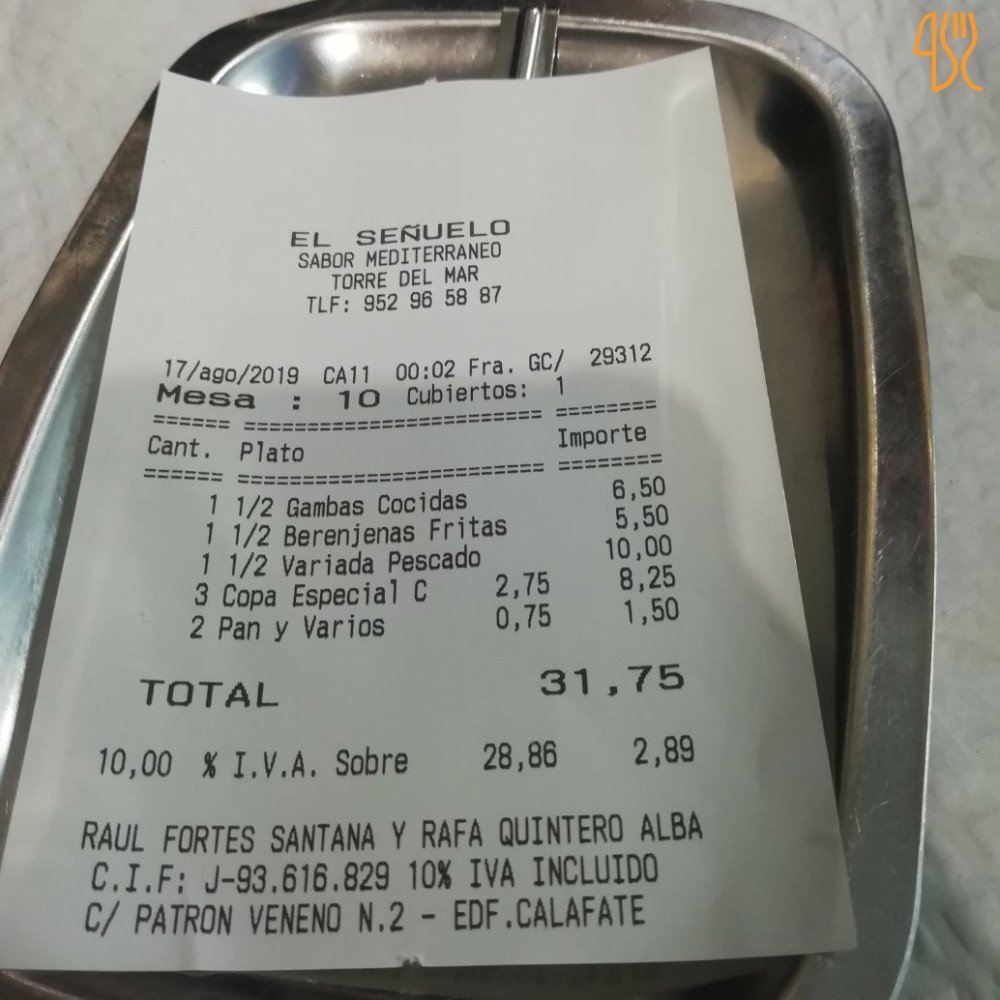 EL SEÑUELO
SABOR MEDITERRANEO
TORRE DEL MAR
TLF: 952 96 58 87
17/ago/2019 CA11 00:02 Fra. GC/ 29312
Mesa : 10 Cubiertos: 1
====== ======================== ========
Cant. Plato Importe
====== ======================== ========
1 1/2 Gambas Cocidas 6,50
1 1/2 Berenjenas Fritas 5,50
1 1/2 Variada Pescado 10,00
3 Copa Especial C 2,75 8,25
2 Pan y Varios 0,75 1,50
TOTAL 31,75
10,00 % I.V.A. Sobre 28,86 2,89
RAUL FORTES SANTANA Y RAFA QUINTERO ALBA
C.I.F: J-93.616.829 10% IVA INCLUIDO
C/ PATRON VENENO N.2 - EDF.CALAFATE